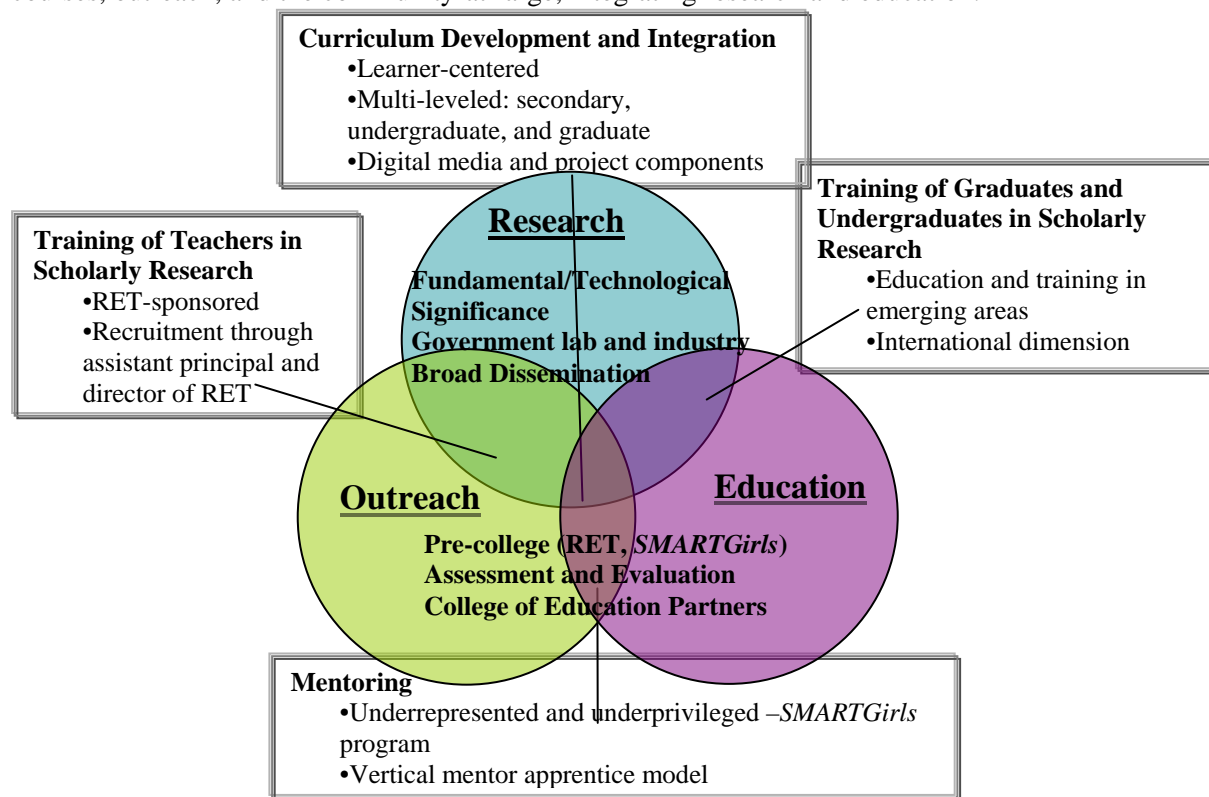 Curriculum Development and Integration
•Learner-centered
•Multi-leveled: secondary,
undergraduate, and graduate
•Digital media and project components
Training of Graduates and
Undergraduates in Scholarly
Research
•Education and training in
emerging areas
•International dimension
Training of Teachers in
Scholarly Research
•RET-sponsored
•Recruitment through
assistant principal and
director of RET
Research
Fundamental/Technological
Significance
Government lab and industry
Broad Dissemination
Outreach
Education
Pre-college (RET, SMARTGirls)
Assessment and Evaluation
College of Education Partners
Mentoring
•Underrepresented and underprivileged –SMARTGirls
program
•Vertical mentor apprentice model